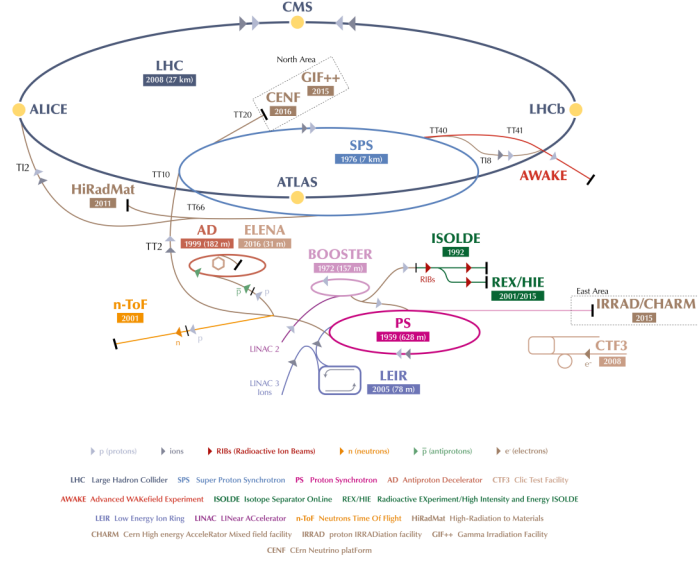 CMS
LHC
2008 (27 km)
North Area
GIF++
2015
CENF
2016
ALICE
LHCb
TT20
TT40
TT41
SPS
1976 (7 km)
TI8
TI2
TT10
AWAKE
HiRadMat
2011
ATLAS
TT66
AD
1999 (182 m)
ELENA
2016 (31 m)
TT2
BOOSTER
1972 (157 m)
ISOLDE
1992
RIBs
REX/HIE
2001/2015
p̅
p
East Area
n-ToF
2001
IRRAD/CHARM
2015
PS
1959 (628 m)
n
p
LINAC 2
CTF3
2008
e-
LEIR
2005 (78 m)
LINAC 3
Ions
p (protons) ions RIBs (Radioactive Ion Beams) n (neutrons) p̅ (antiprotons) e- (electrons)
LHC Large Hadron Collider SPS Super Proton Synchrotron PS Proton Synchrotron AD Antiproton Decelerator CTF3 Clic Test Facility
AWAKE Advanced WAKefield Experiment ISOLDE Isotope Separator OnLine REX/HIE Radioactive EXperiment/High Intensity and Energy ISOLDE
LEIR Low Energy Ion Ring LINAC LINear ACcelerator n-ToF Neutrons Time Of Flight HiRadMat High-Radiation to Materials
CHARM Cern High energy AcceleRator Mixed field facility IRRAD proton IRRADiation facility GIF++ Gamma Irradiation Facility
CENF CErn Neutrino platForm